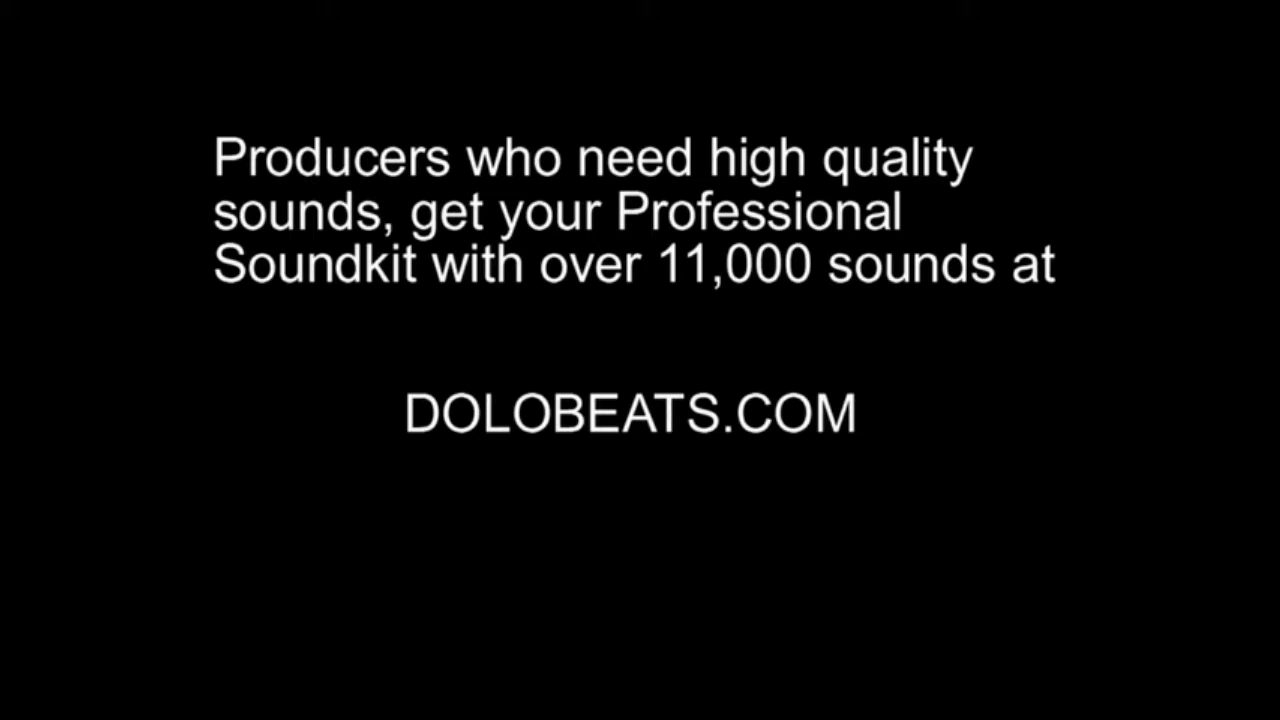 Producers who need high quality
sounds, get your Professional
Soundkit with over 11,000 sounds at
DOLOBEATS.COM